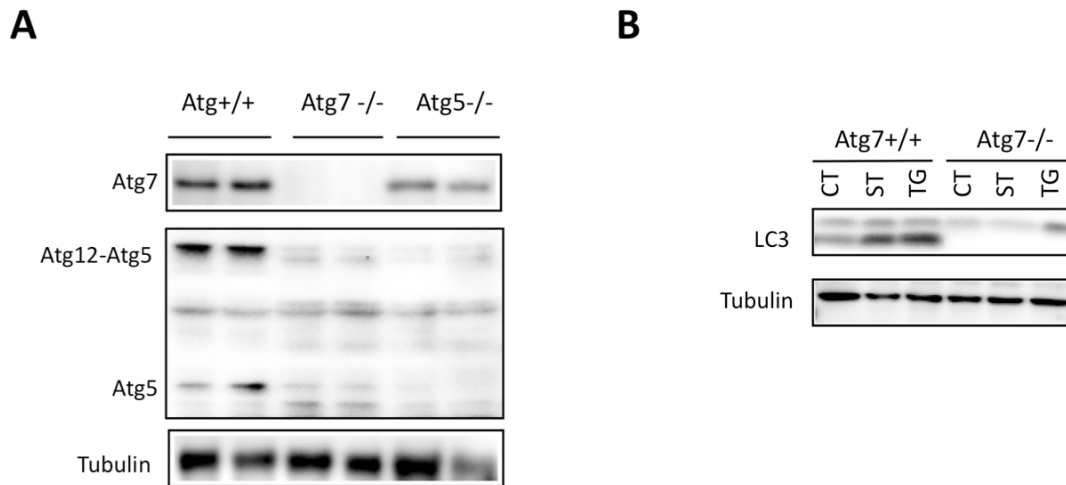 A
Atg+/+ Atg7 -/- Atg5-/-
Atg7
Atg12-Atg5
Atg5
Tubulin
B
Atg7+/+ Atg7-/-
CT ST TG CT ST TG
LC3
Tubulin